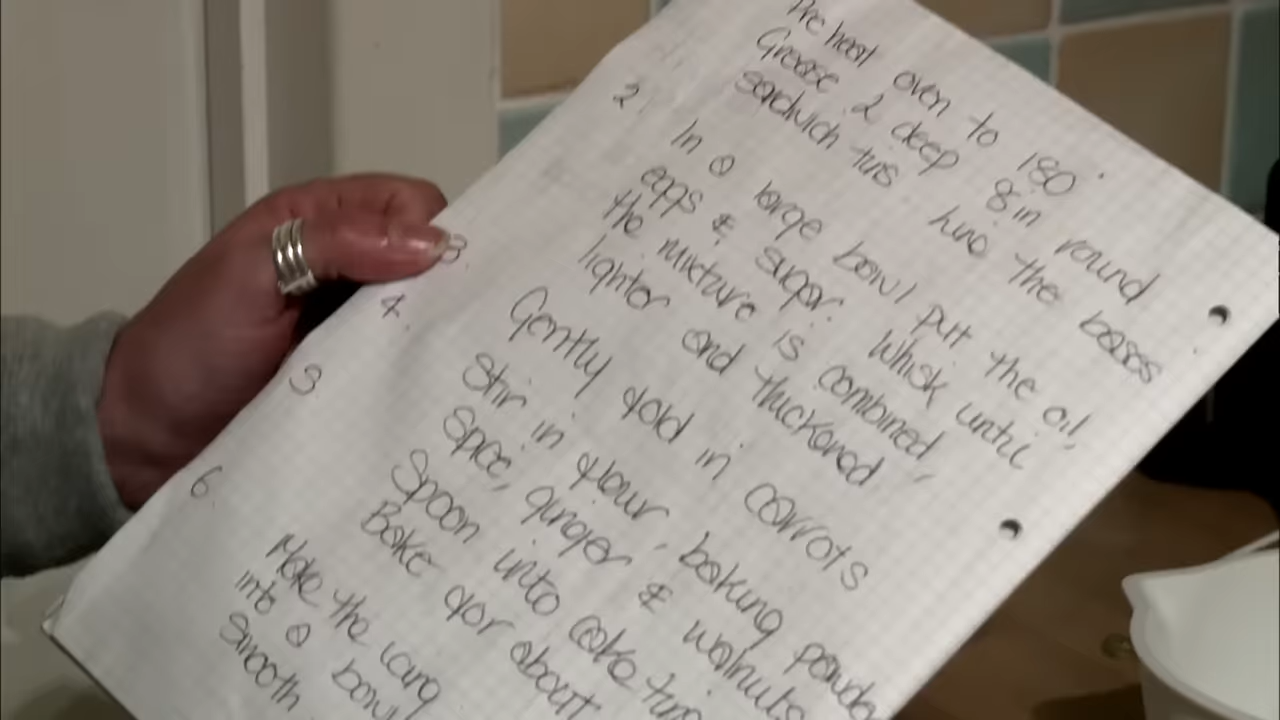 1. Pre heat oven to 180°
Grease 2 deep 8in round
sandwich tins line the bases
2. In a large bowl put the oil,
eggs & sugar. Whisk until
the mixture is combined,
lighter and thickened
3. Gently fold in carrots
4. Stir in flour, baking powder
spice, ginger & walnuts
5. Spoon into cake tins
Bake for about
6. Make the icing
into a bowl
smooth